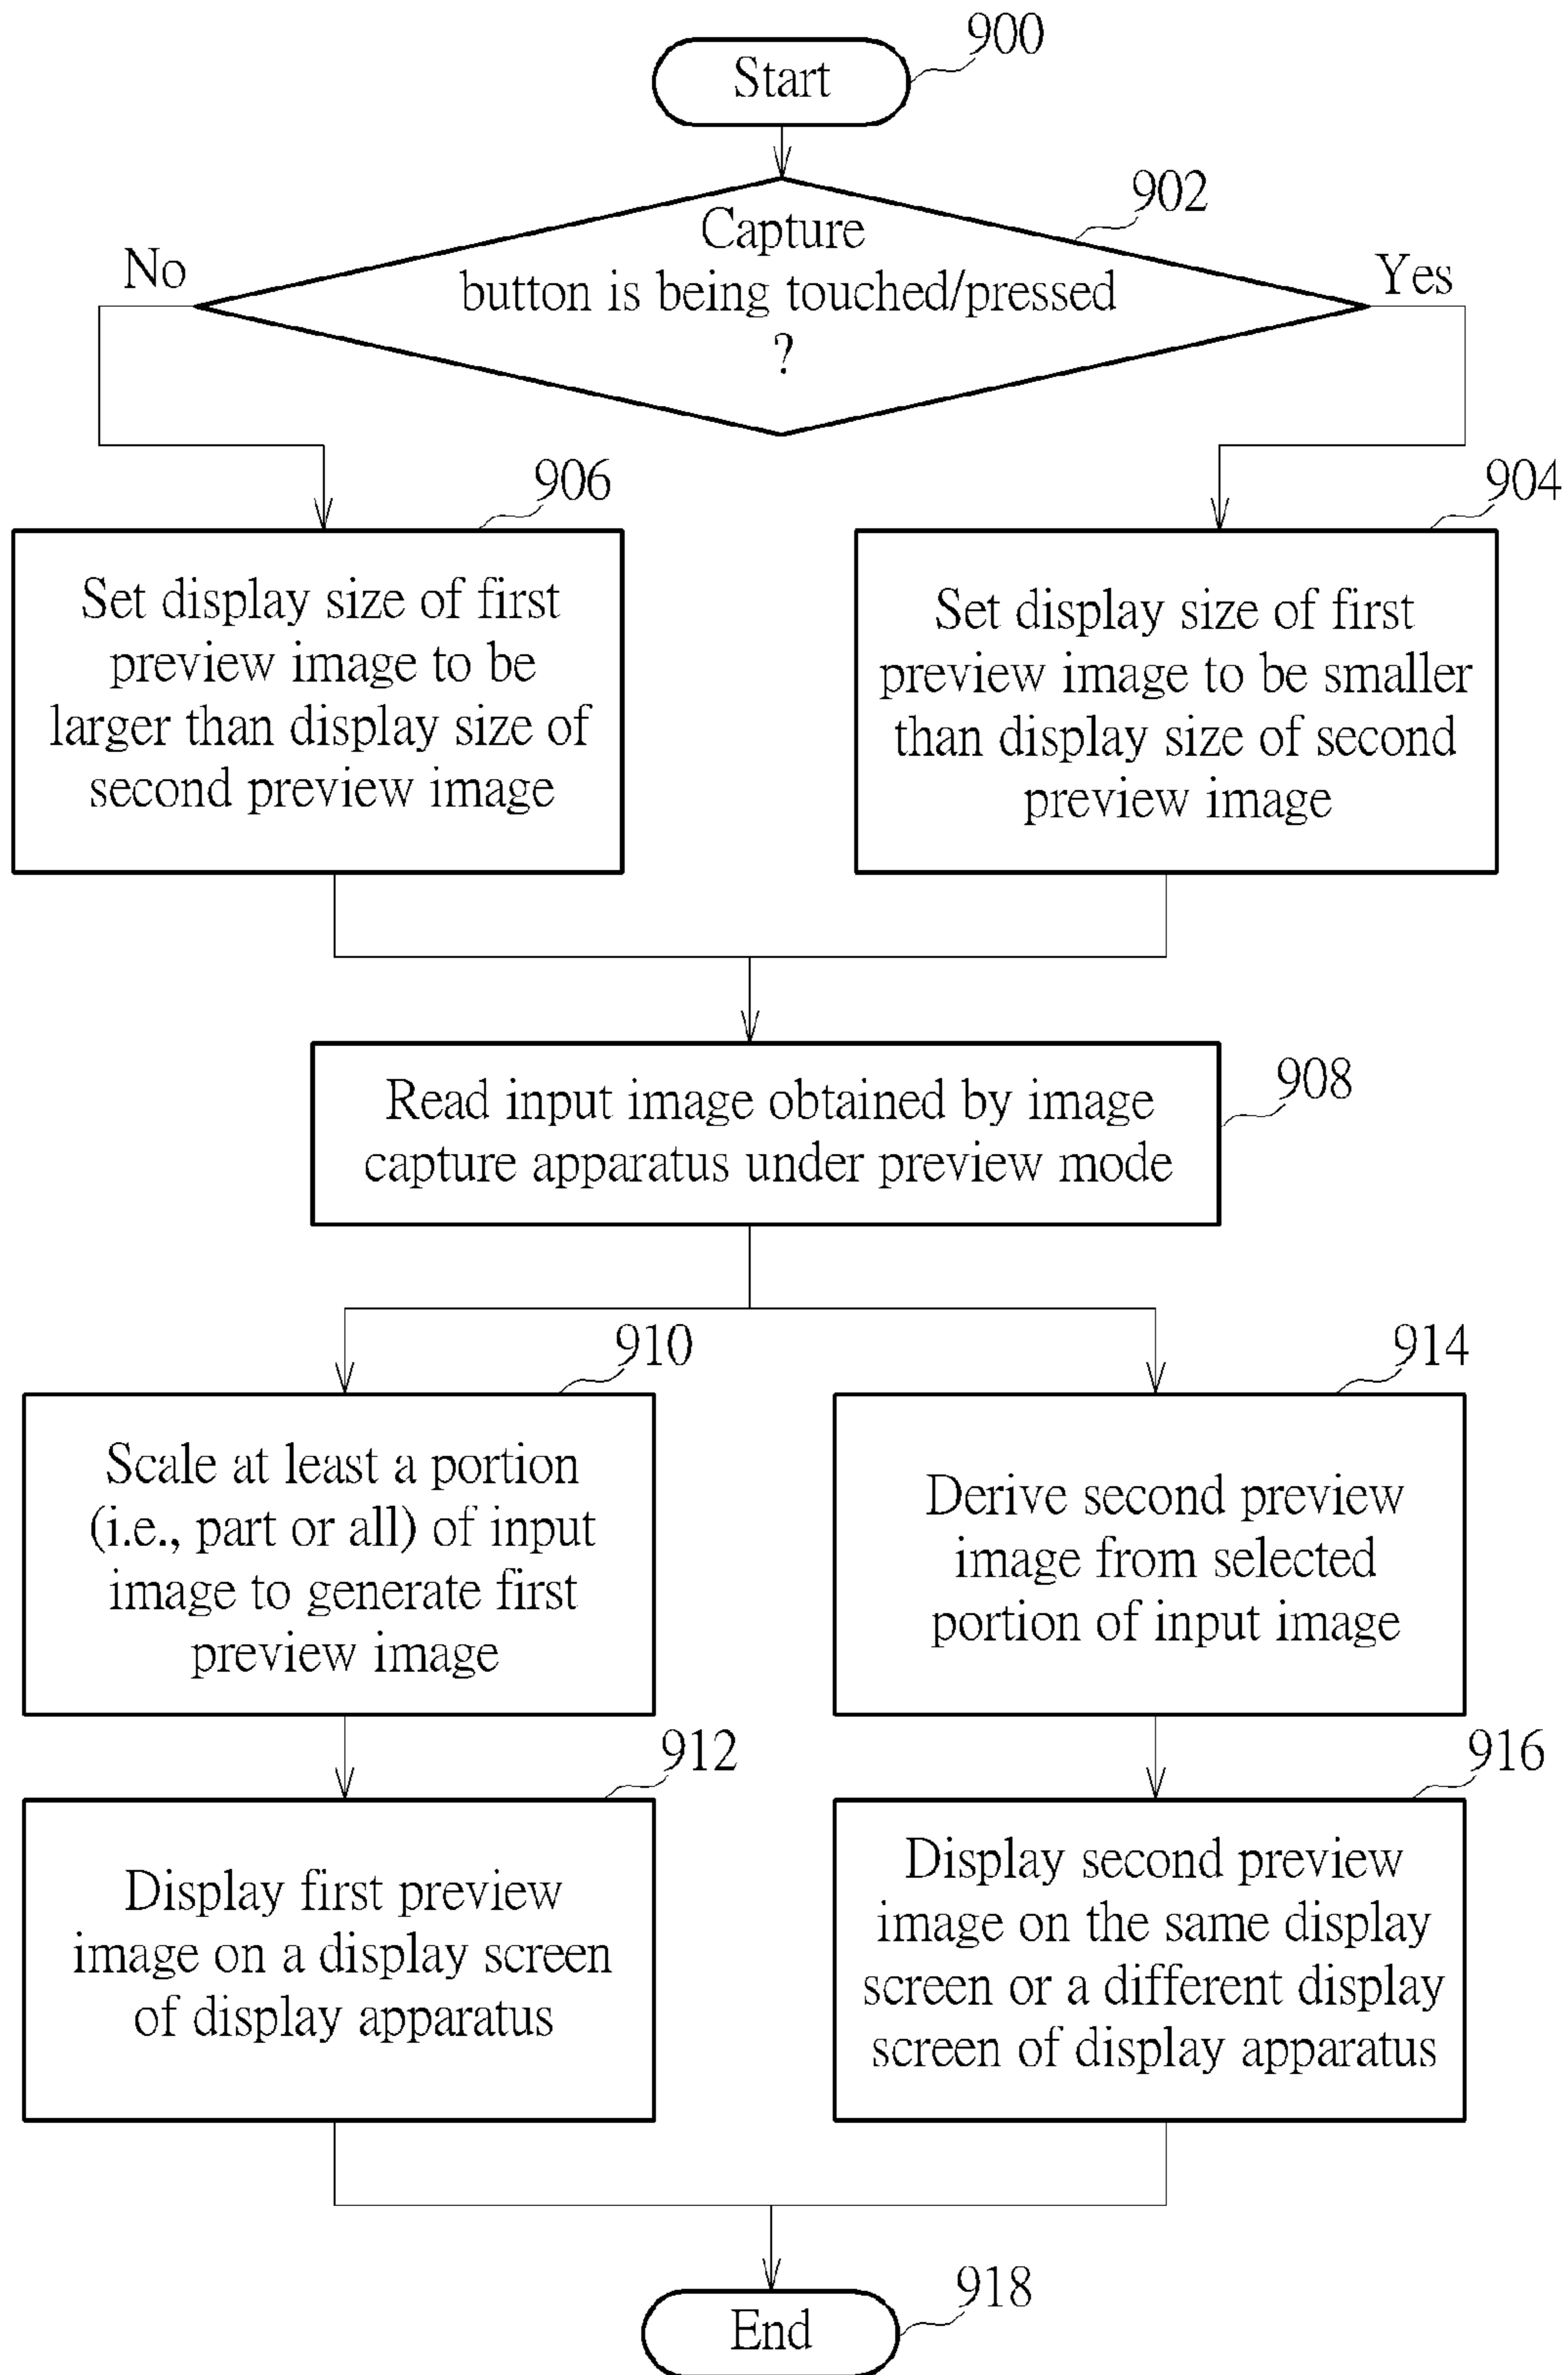 900
Start
902
Capture
button is being touched/pressed
?
No
Yes
906
Set display size of first
preview image to be
larger than display size of
second preview image
904
Set display size of first
preview image to be smaller
than display size of second
preview image
908
Read input image obtained by image
capture apparatus under preview mode
910
Scale at least a portion
(i.e., part or all) of input
image to generate first
preview image
914
Derive second preview
image from selected
portion of input image
912
Display first preview
image on a display screen
of display apparatus
916
Display second preview
image on the same display
screen or a different display
screen of display apparatus
918
End